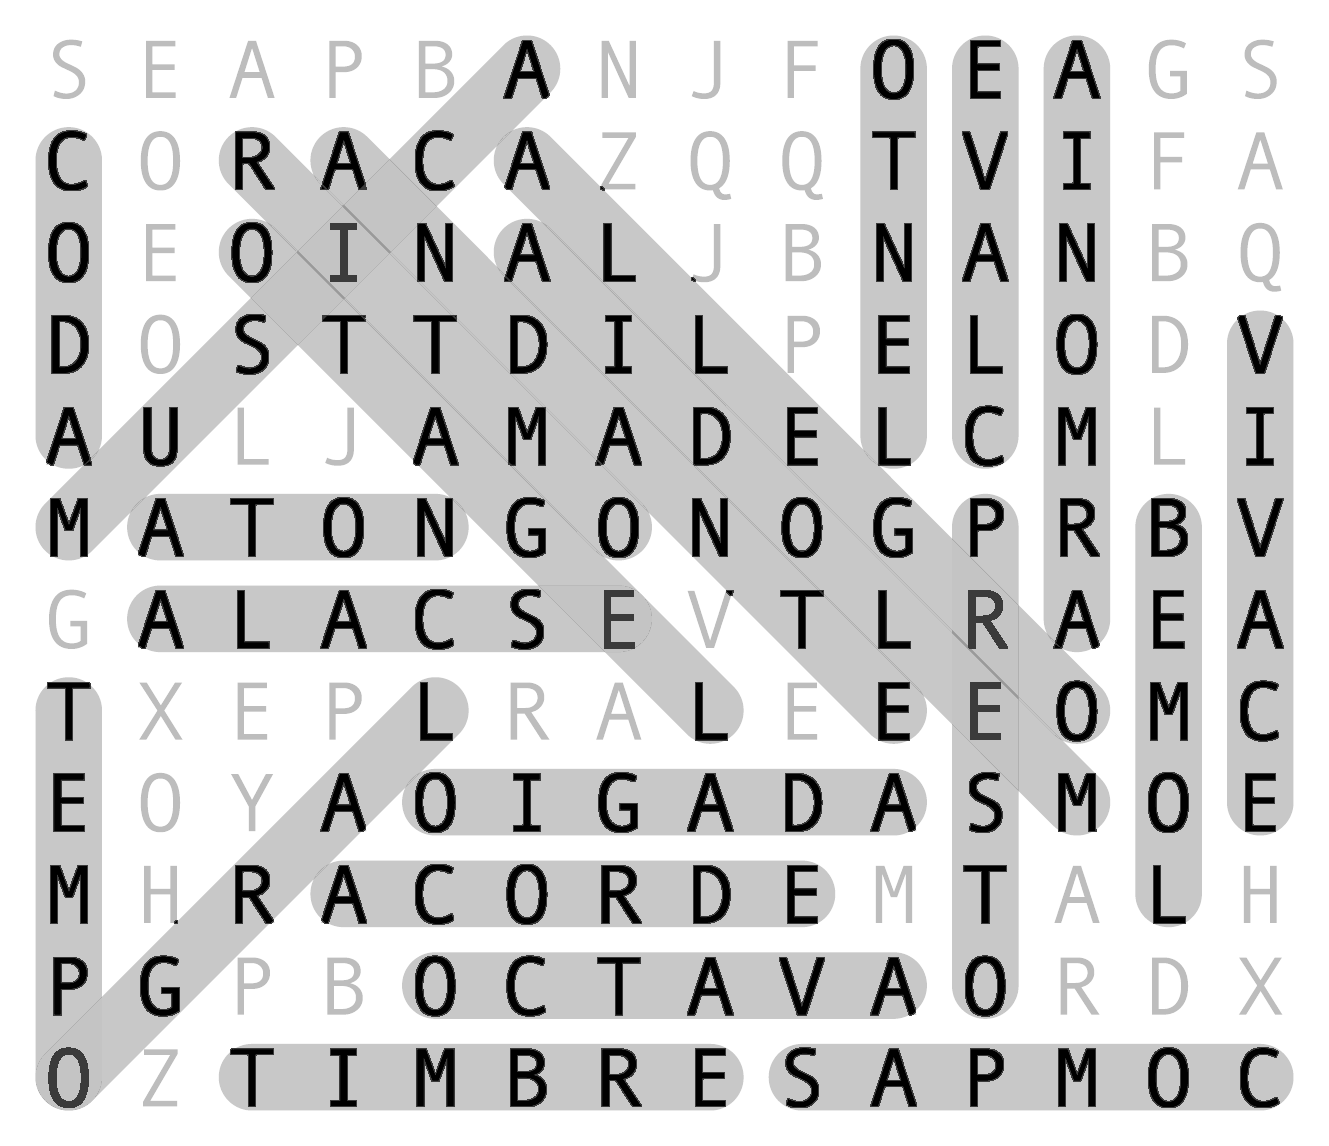 S E A P B A N J F O E A G S
C O R A C A Z Q Q T V I F A
O E O I N A L J B N A N B Q
D O S T T D I L P E L O D V
A U L J A M A D E L C M L I
M A T O N G O N O G P R B V
G A L A C S E V T L R A E A
T X E P L R A L E E E O M C
E O Y A O I G A D A S M O E
M H R A C O R D E M T A L H
P G P B O C T A V A O R D X
O Z T I M B R E S A P M O C